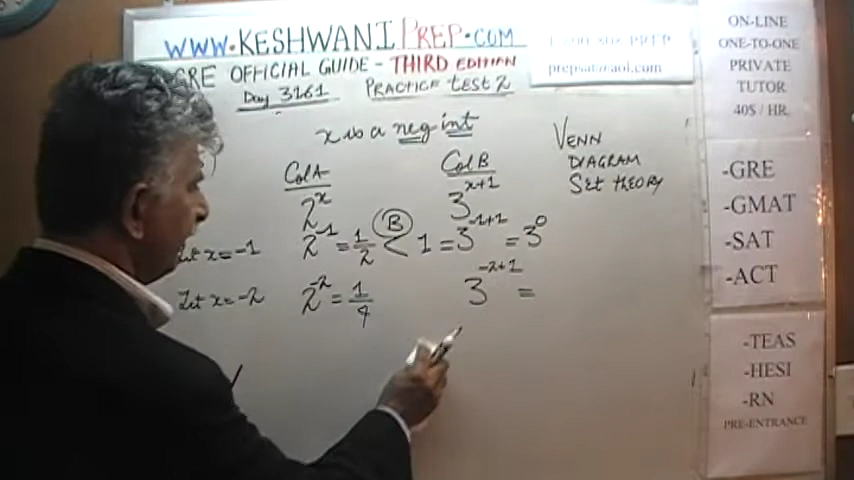 WWW.KESHWANIPREP.COM
prepsat@aol.com
GRE OFFICIAL GUIDE - THIRD EDITION
Day 3161 PRACTICE TEST 2
x is a neg int
VENN
DIAGRAM
Set theory
Col A Col B
2^x 3^x+1
Let x = -1 2^-1 = 1/2 < (B) 1 = 3^-1+1 = 3^0
Let x = -2 2^-2 = 1/4 3^-2+1 =
ON-LINE
ONE-TO-ONE
PRIVATE
TUTOR
40$ / HR.
-GRE
-GMAT
-SAT
-ACT
-TEAS
-HESI
-RN
PRE-ENTRANCE